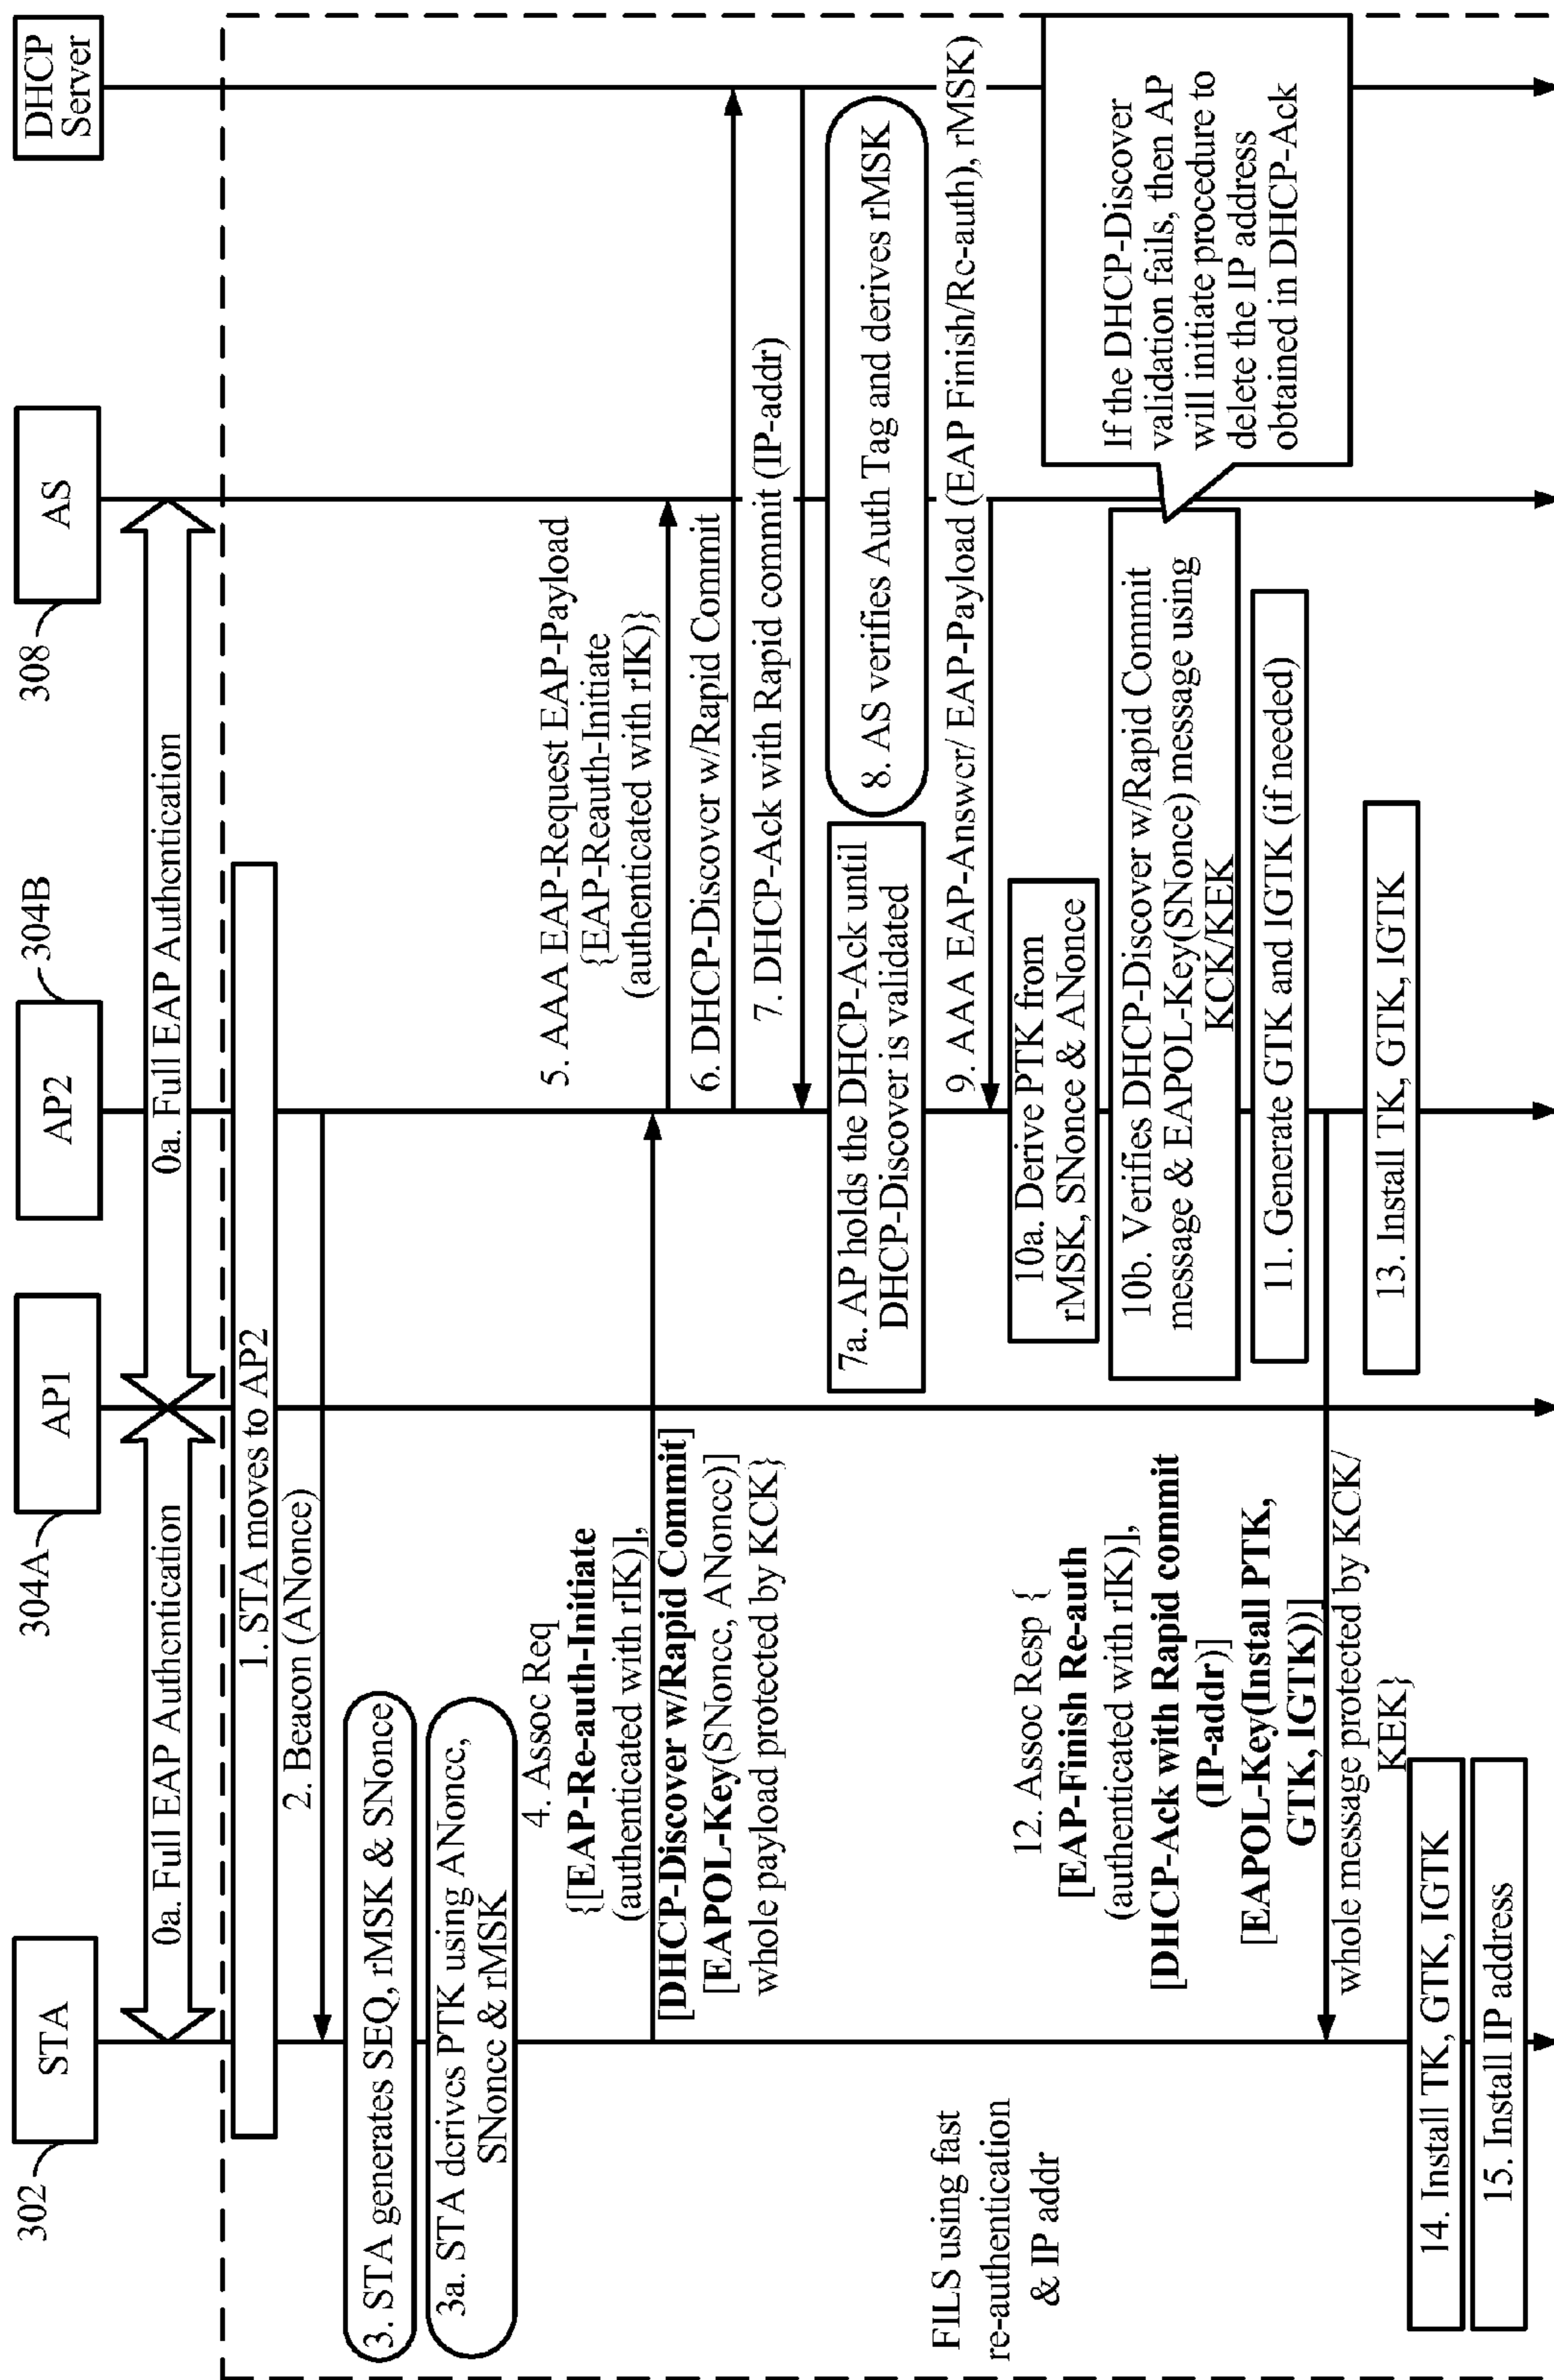 302
STA
304A
AP1
AP2
304B
308
AS
DHCP
Server
0a. Full EAP Authentication
0a. Full EAP Authentication
1. STA moves to AP2
2. Beacon (ANonce)
3. STA generates SEQ, rMSK & SNonce
3a. STA derives PTK using ANonce,
SNonce & rMSK
4. Assoc Req
{[EAP-Re-auth-Initiate
(authenticated with rIK)],
[DHCP-Discover w/Rapid Commit]
[EAPOL-Key(SNonce, ANonce)]
whole payload protected by KCK}
5. AAA EAP-Request EAP-Payload
{EAP-Reauth-Initiate
(authenticated with rIK)}
6. DHCP-Discover w/Rapid Commit
7. DHCP-Ack with Rapid commit (IP-addr)
7a. AP holds the DHCP-Ack until
DHCP-Discover is validated
8. AS verifies Auth Tag and derives rMSK
9. AAA EAP-Answer/ EAP-Payload (EAP Finish/Re-auth), rMSK)
10a. Derive PTK from
rMSK, SNonce & ANonce
10b. Verifies DHCP-Discover w/Rapid Commit
message & EAPOL-Key(SNonce) message using
KCK/KEK
If the DHCP-Discover
validation fails, then AP
will initiate procedure to
delete the IP address
obtained in DHCP-Ack
11. Generate GTK and IGTK (if needed)
FILS using fast
re-authentication
& IP addr
12. Assoc Resp {
[EAP-Finish Re-auth
(authenticated with rIK)],
[DHCP-Ack with Rapid commit
(IP-addr)]
[EAPOL-Key(Install PTK,
GTK, IGTK))]
whole message protected by KCK/
KEK}
13. Install TK, GTK, IGTK
14. Install TK, GTK, IGTK
15. Install IP address